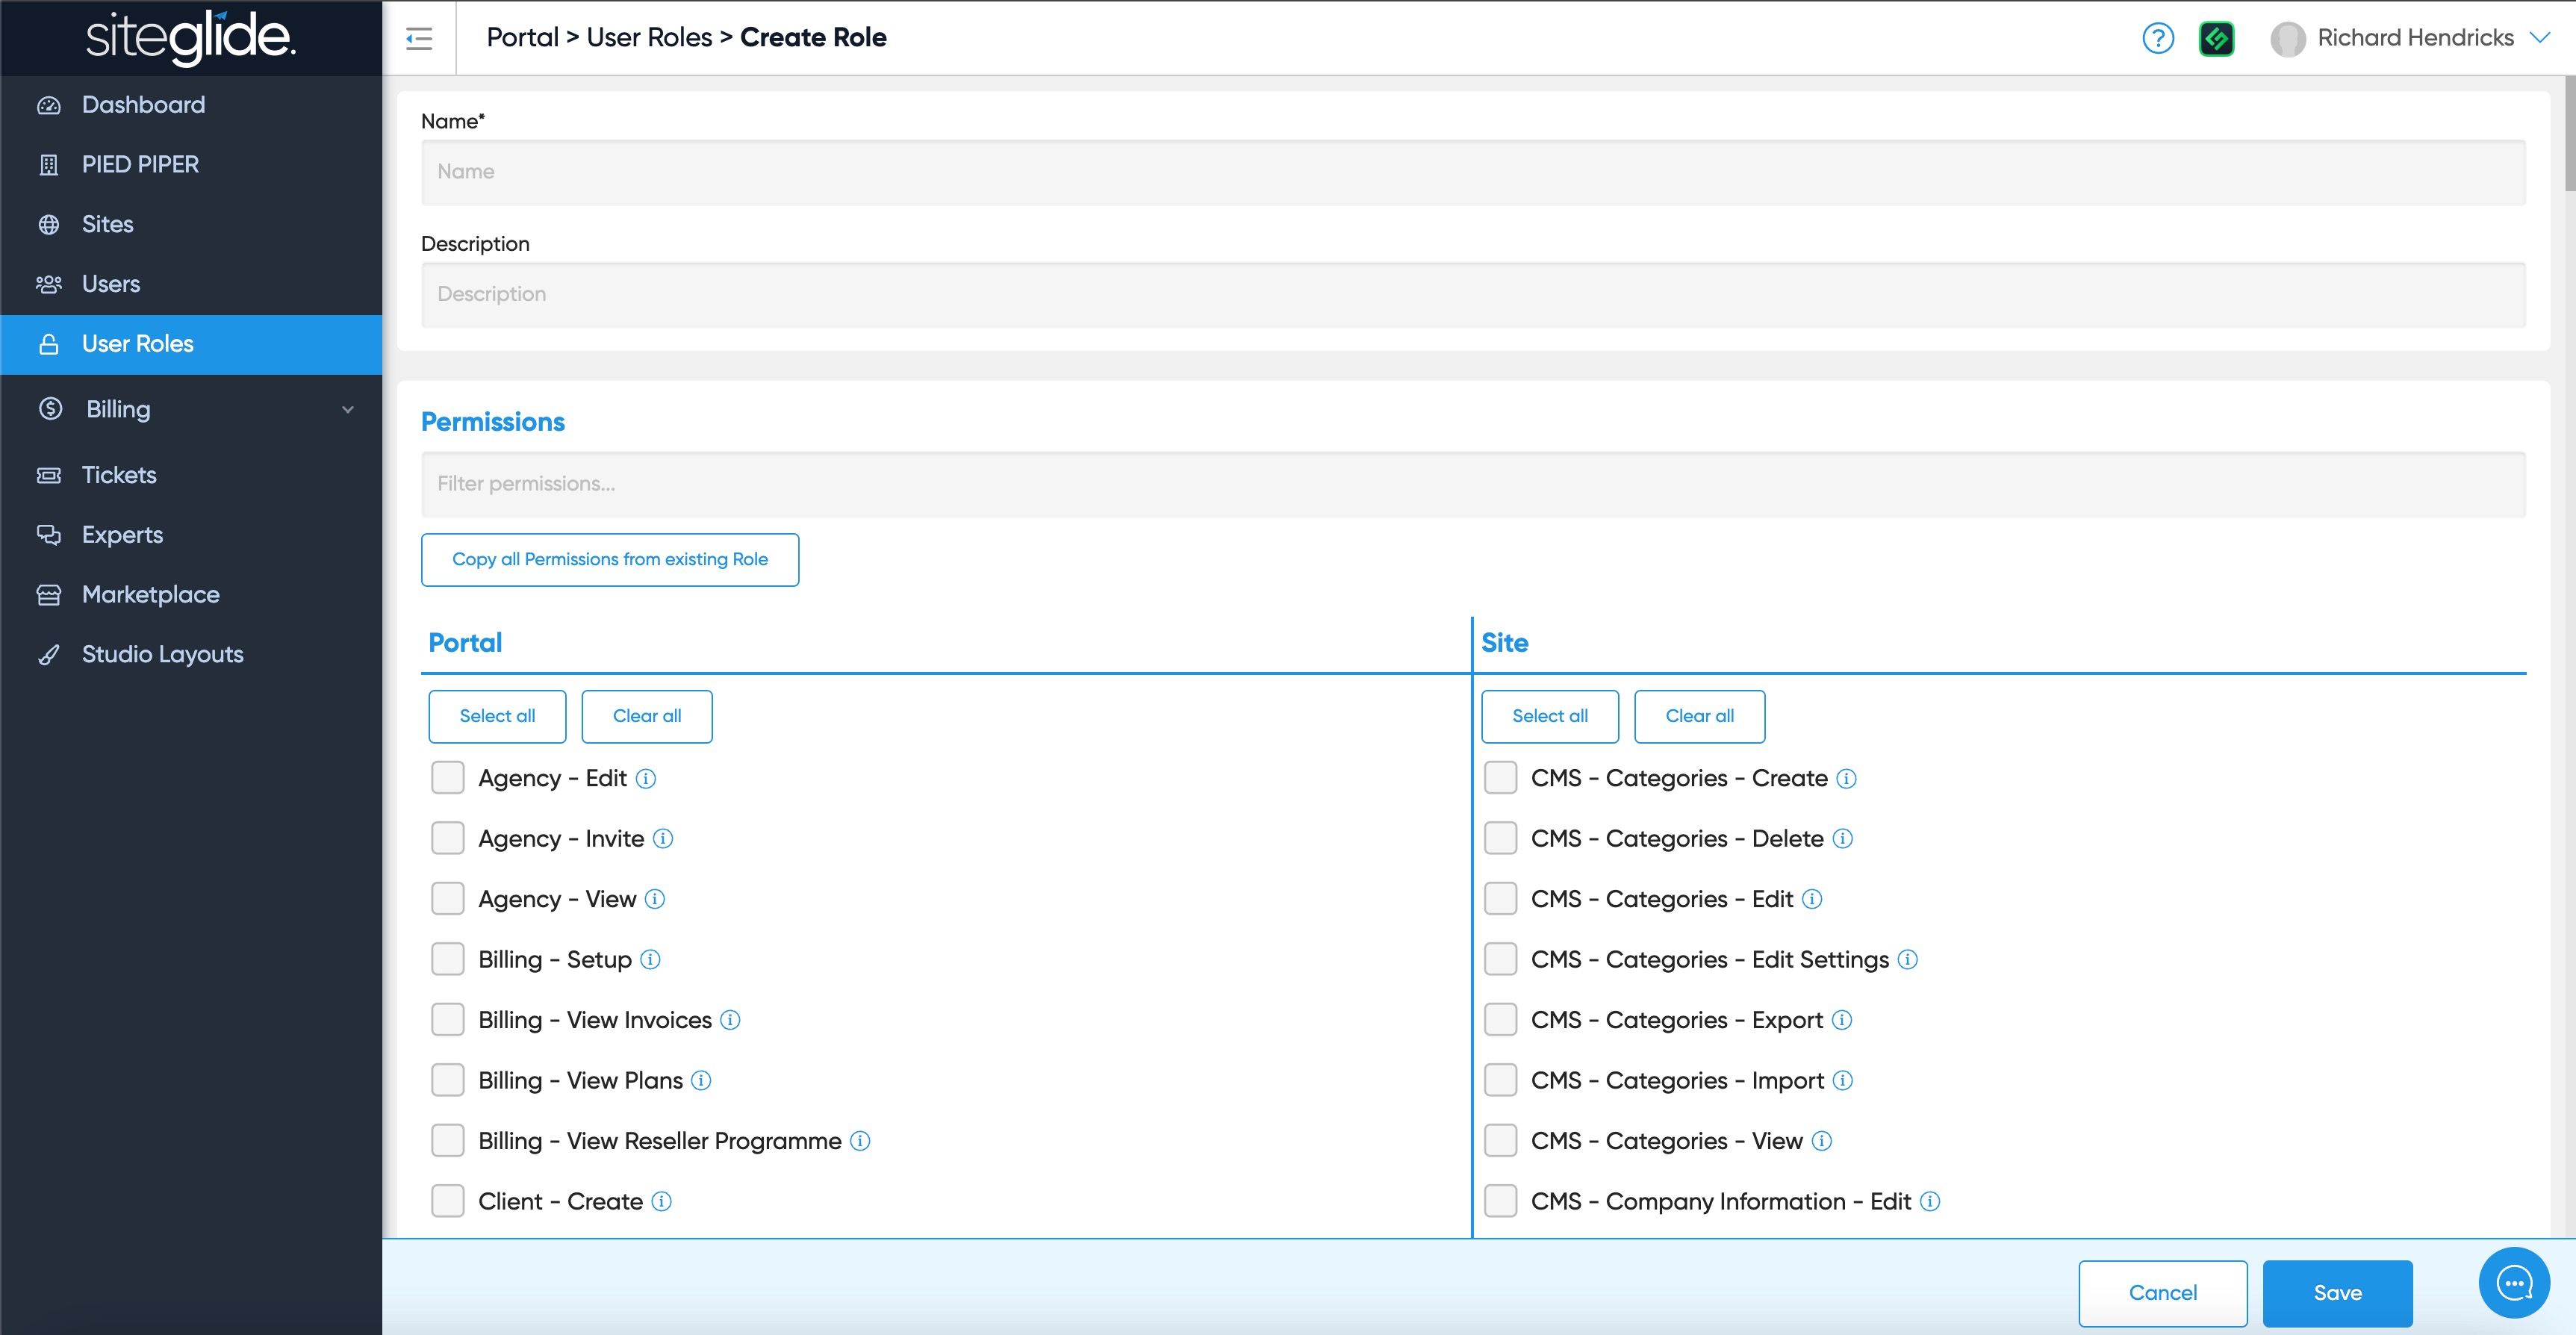 siteglide.
Portal > User Roles > Create Role
?
Richard Hendricks
Dashboard
PIED PIPER
Sites
Users
User Roles
Billing
Tickets
Experts
Marketplace
Studio Layouts
Name*
Name
Description
Description
Permissions
Filter permissions...
Copy all Permissions from existing Role
Portal
Select all
Clear all
Agency - Edit
Agency - Invite
Agency - View
Billing - Setup
Billing - View Invoices
Billing - View Plans
Billing - View Reseller Programme
Client - Create
Site
Select all
Clear all
CMS - Categories - Create
CMS - Categories - Delete
CMS - Categories - Edit
CMS - Categories - Edit Settings
CMS - Categories - Export
CMS - Categories - Import
CMS - Categories - View
CMS - Company Information - Edit
Cancel
Save